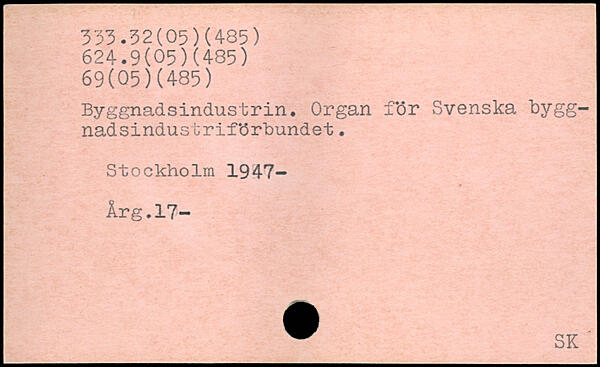 333.32(05)(485)
624.9(05)(485)
69(05)(485)
Byggnadsindustrin. Organ för Svenska bygg-
nadsindustriförbundet.
Stockholm 1947-
Årg.17-
SK